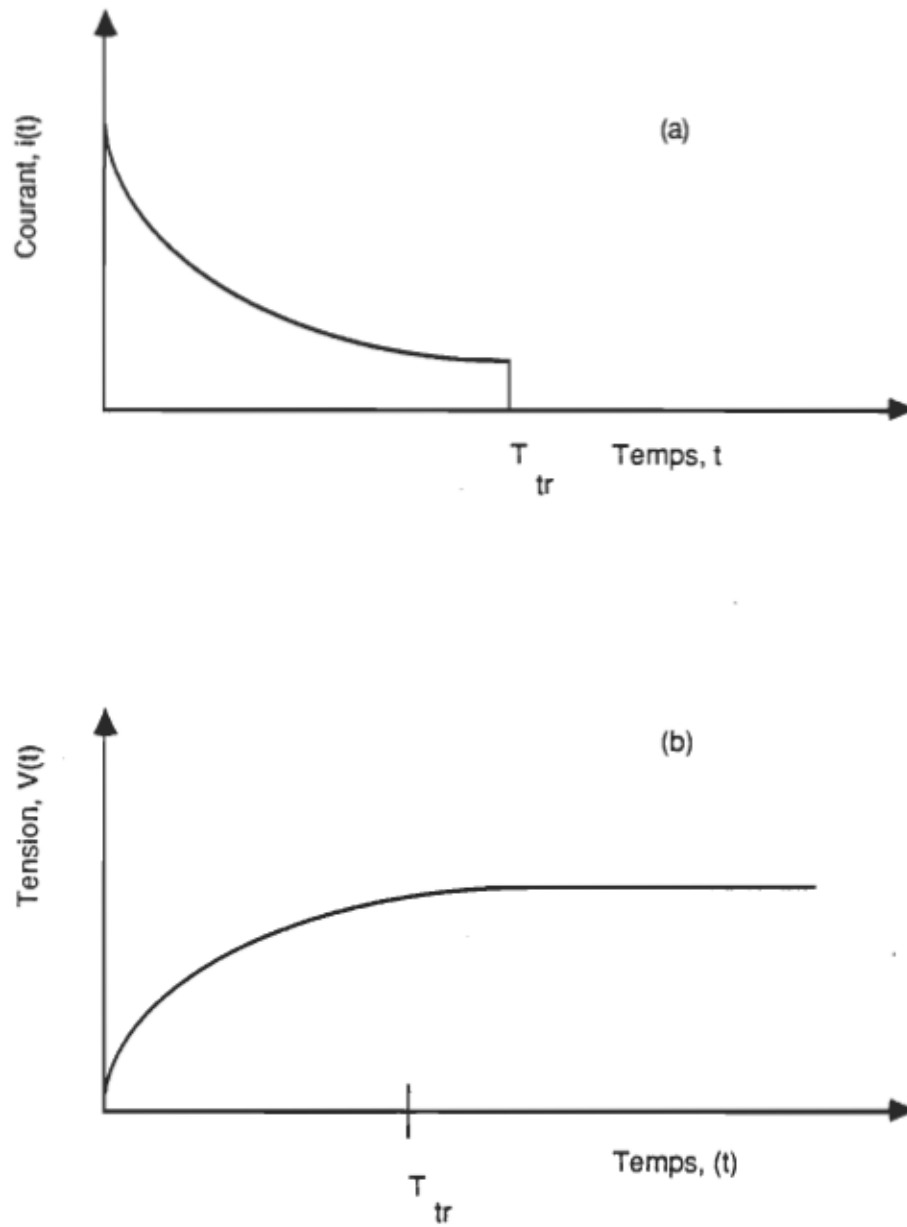 (a)
Courant, i(t)
T tr Temps, t
(b)
Tension, V(t)
Temps, (t)
T tr